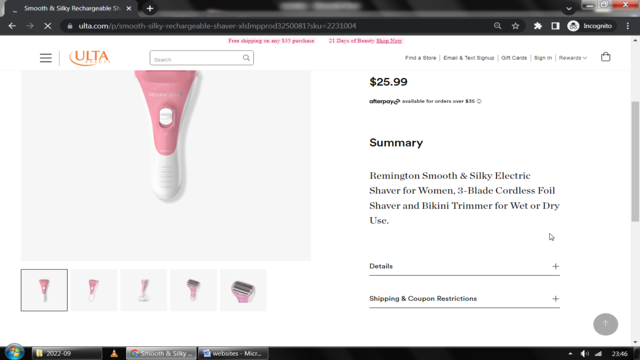 Smooth & Silky Rechargeable Sha
ulta.com/p/smooth-silky-rechargeable-shaver-xlsImpprod3250081?sku=2231004
Incognito
Free shipping on any $35 purchase 21 Days of Beauty Shop Now
ULTA
BEAUTY
Search
Find a Store
Email & Text Signup
Gift Cards
Sign In
Rewards
REMINGTON
$25.99
afterpay available for orders over $35
Summary
Remington Smooth & Silky Electric
Shaver for Women, 3-Blade Cordless Foil
Shaver and Bikini Trimmer for Wet or Dry
Use.
Details
Shipping & Coupon Restrictions
2022-09
Smooth & Silky ...
websites - Micr...
23:46